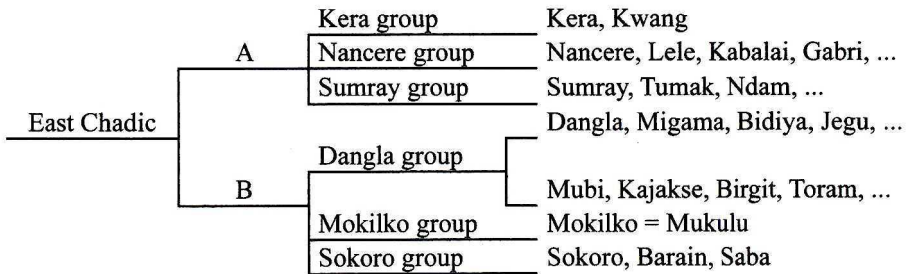 Kera group Kera, Kwang
A Nancere group Nancere, Lele, Kabalai, Gabri, ...
Sumray group Sumray, Tumak, Ndam, ...
East Chadic Dangla, Migama, Bidiya, Jegu, ...
Dangla group
B Mubi, Kajakse, Birgit, Toram, ...
Mokilko group Mokilko = Mukulu
Sokoro group Sokoro, Barain, Saba